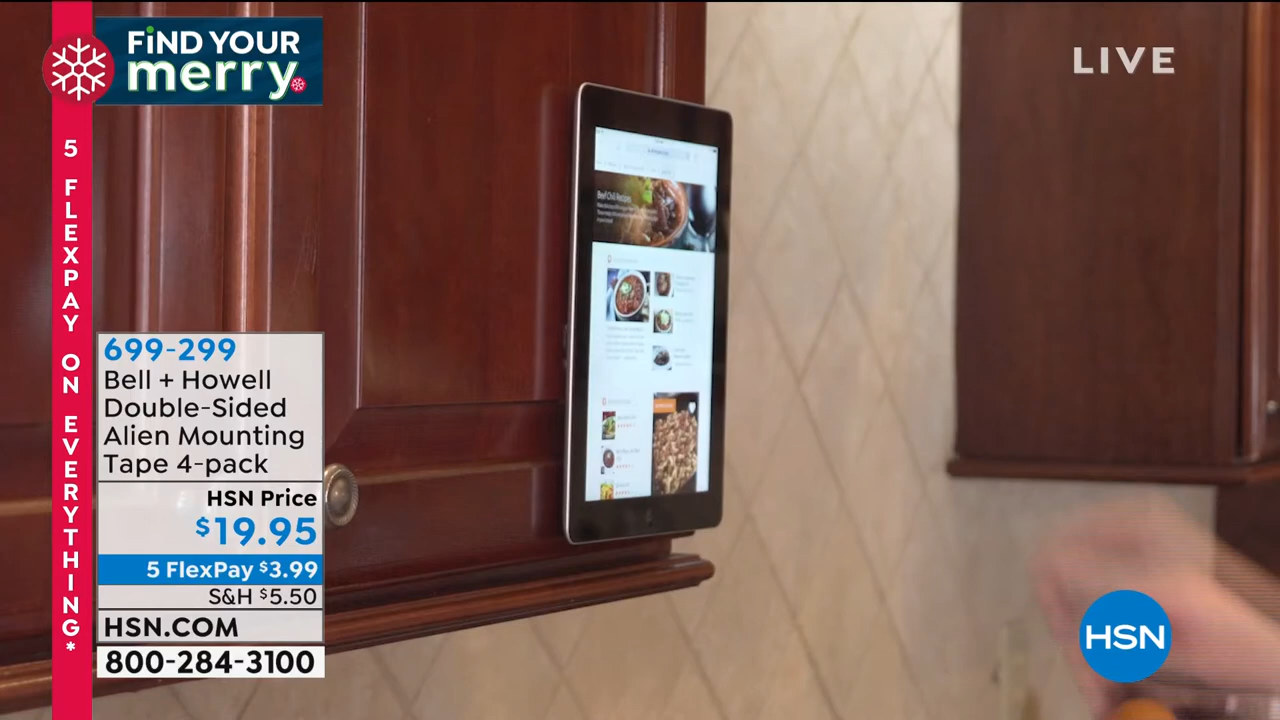 FiND YOUR
merry
LIVE
5 FLEXPAY ON EVERYTHING*
Beef Chili Recipes
699-299
Bell + Howell
Double-Sided
Alien Mounting
Tape 4-pack
HSN Price
$19.95
5 FlexPay $3.99
S&H $5.50
HSN.COM
800-284-3100
HSN